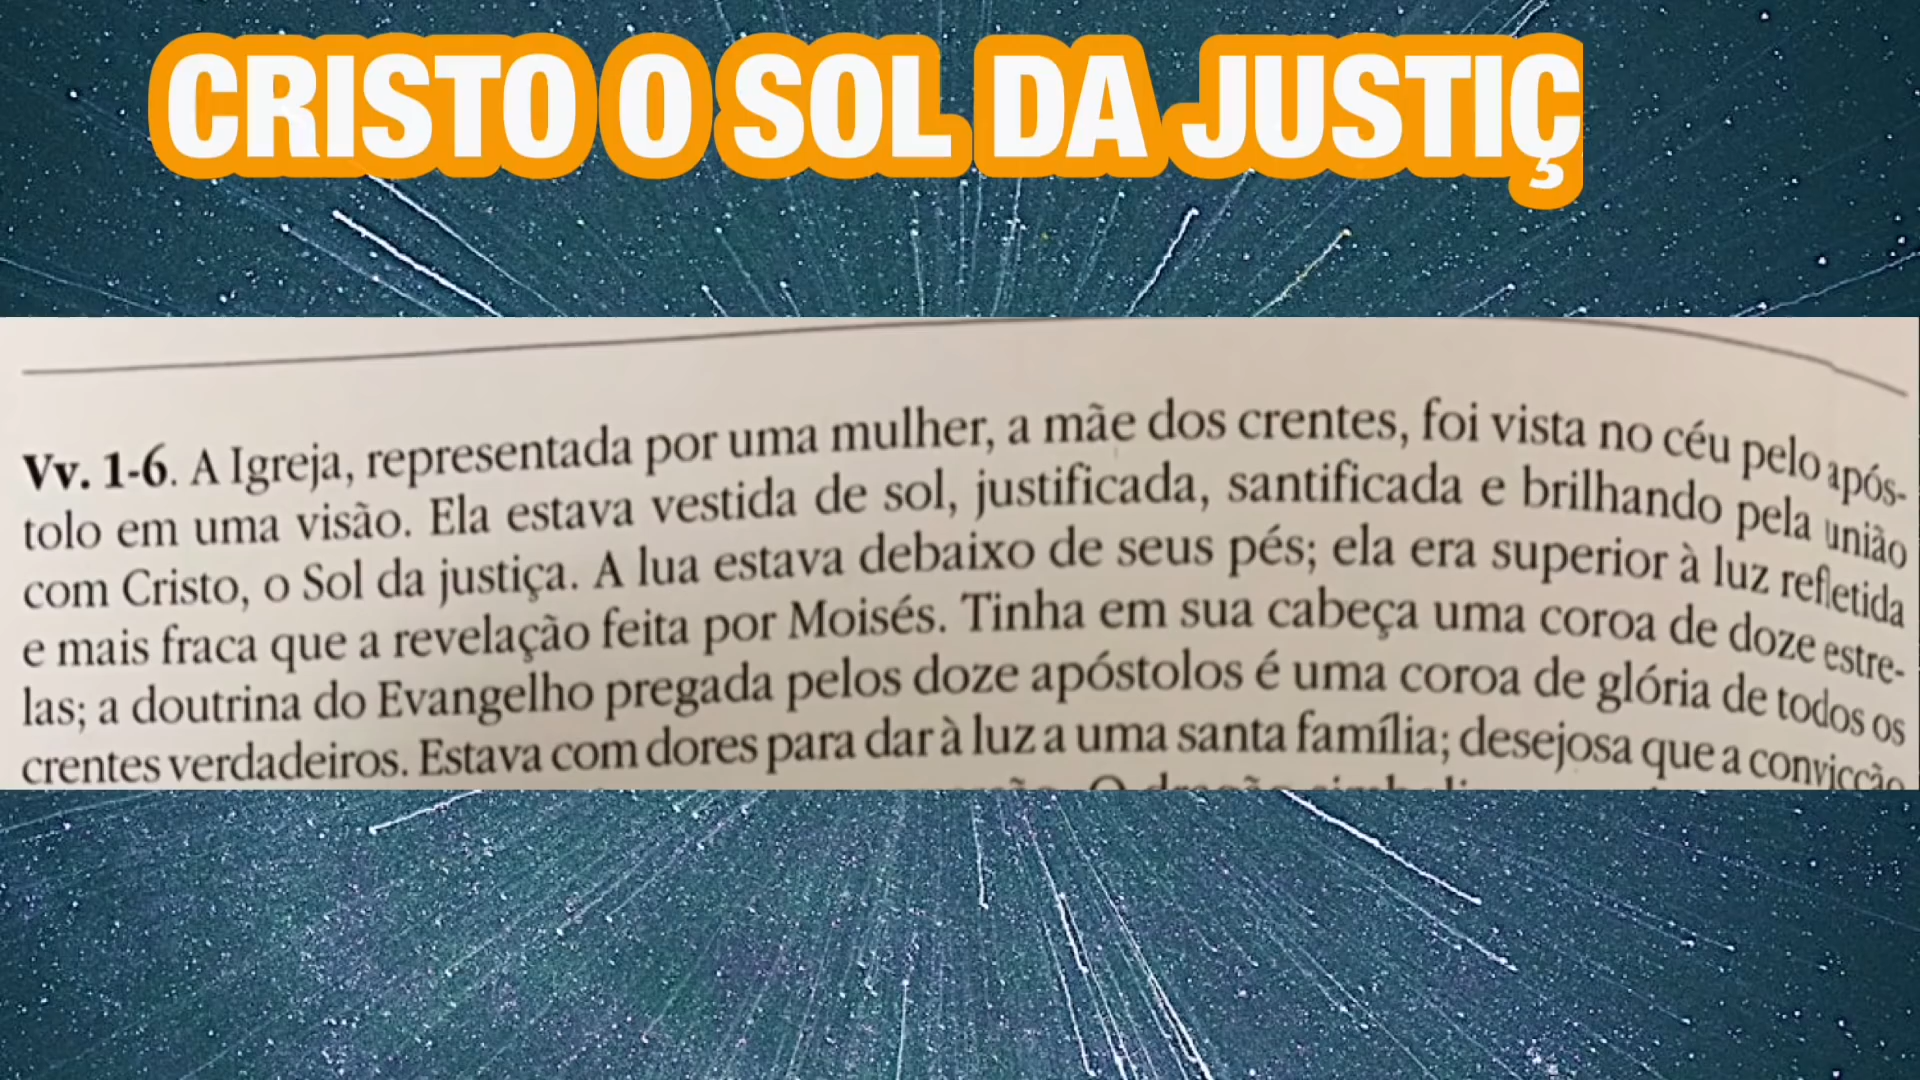 CRISTO O SOL DA JUSTIÇ
Vv. 1-6. A Igreja, representada por uma mulher, a mãe dos crentes, foi vista no céu pelo após-
tolo em uma visão. Ela estava vestida de sol, justificada, santificada e brilhando pela união
com Cristo, o Sol da justiça. A lua estava debaixo de seus pés; ela era superior à luz refletida
e mais fraca que a revelação feita por Moisés. Tinha em sua cabeça uma coroa de doze estre-
las; a doutrina do Evangelho pregada pelos doze apóstolos é uma coroa de glória de todos os
crentes verdadeiros. Estava com dores para dar à luz a uma santa família; desejosa que a convicção